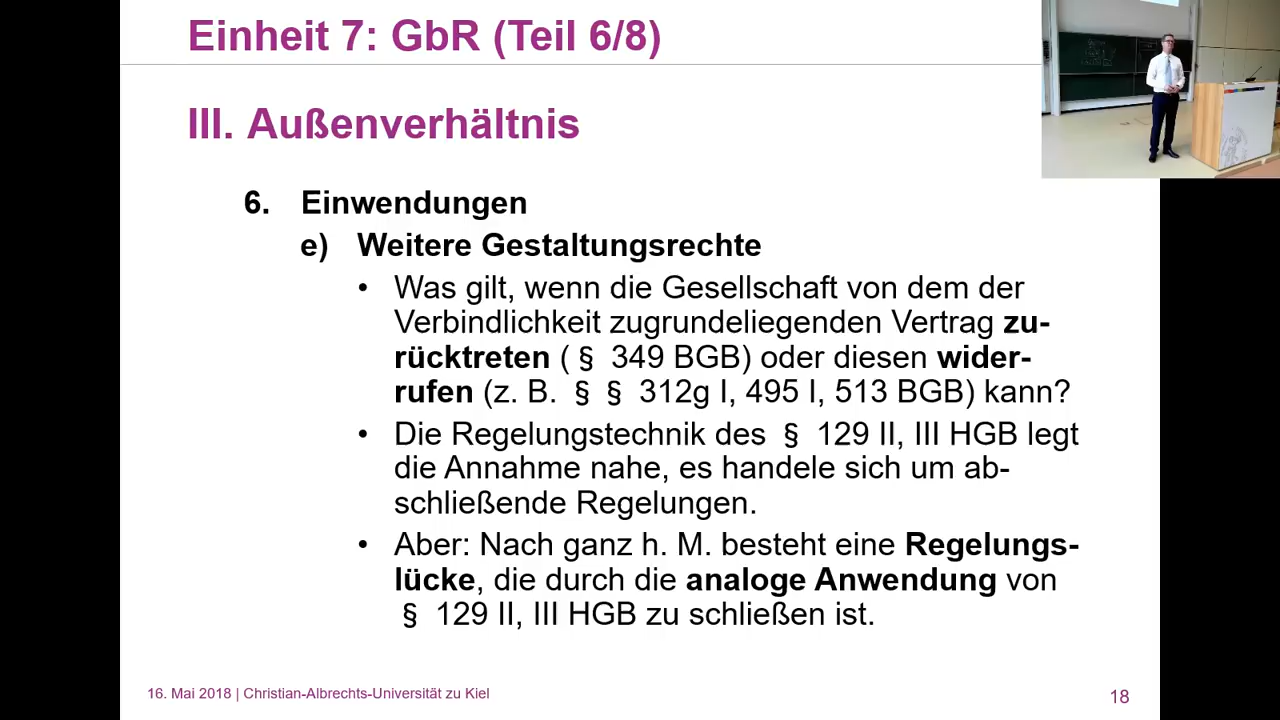 Einheit 7: GbR (Teil 6/8)
III. Außenverhältnis
6. Einwendungen
e) Weitere Gestaltungsrechte
• Was gilt, wenn die Gesellschaft von dem der
Verbindlichkeit zugrundeliegenden Vertrag zu-
rücktreten ( § 349 BGB) oder diesen wider-
rufen (z. B. § § 312g I, 495 I, 513 BGB) kann?
• Die Regelungstechnik des § 129 II, III HGB legt
die Annahme nahe, es handele sich um ab-
schließende Regelungen.
• Aber: Nach ganz h. M. besteht eine Regelungs-
lücke, die durch die analoge Anwendung von
§ 129 II, III HGB zu schließen ist.
16. Mai 2018 | Christian-Albrechts-Universität zu Kiel
18